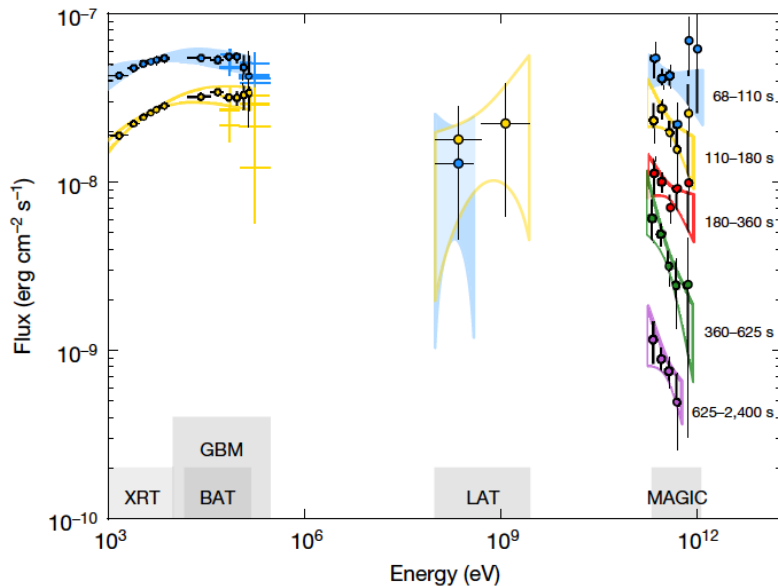 10⁻⁷
10⁻⁸
10⁻⁹
10⁻¹⁰
Flux (erg cm⁻² s⁻¹)
68–110 s
110–180 s
180–360 s
360–625 s
625–2,400 s
GBM
XRT
BAT
LAT
MAGIC
10³
10⁶
10⁹
10¹²
Energy (eV)